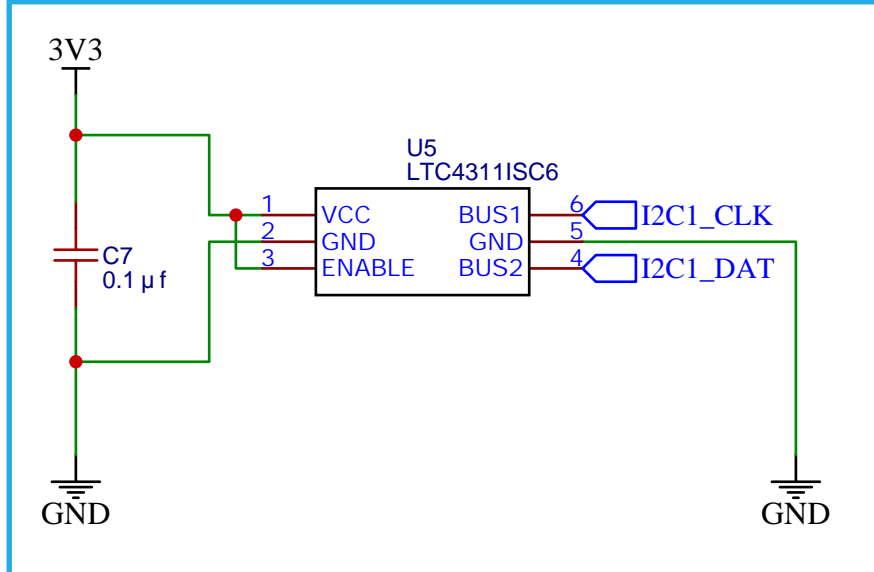 3V3
U5
LTC4311ISC6
1 VCC BUS1 6 I2C1_CLK
2 GND GND 5
3 ENABLE BUS2 4 I2C1_DAT
C7
0.1 µ f
GND GND